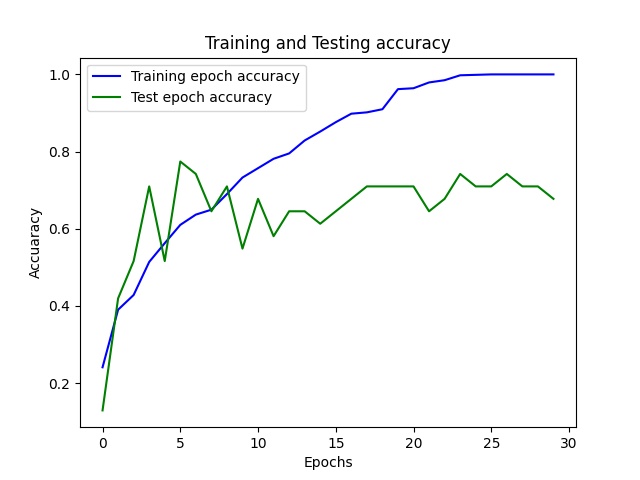 Training and Testing accuracy
Training epoch accuracy
Test epoch accuracy
1.0
0.8
0.6
0.4
0.2
Accuaracy
0 5 10 15 20 25 30
Epochs